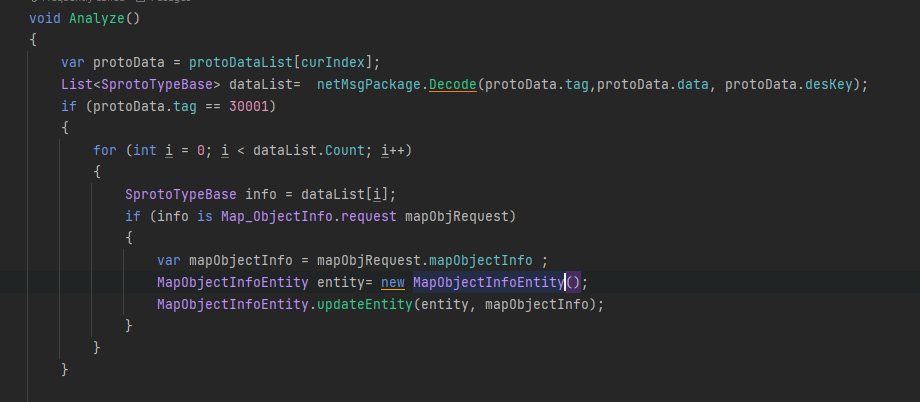 void Analyze()
{
var protoData = protoDataList[curIndex];
List<SprotoTypeBase> dataList=  netMsgPackage.Decode(protoData.tag,protoData.data, protoData.desKey);
if (protoData.tag == 30001)
{
for (int i = 0; i < dataList.Count; i++)
{
SprotoTypeBase info = dataList[i];
if (info is Map_ObjectInfo.request mapObjRequest)
{
var mapObjectInfo = mapObjRequest.mapObjectInfo ;
MapObjectInfoEntity entity= new MapObjectInfoEntity();
MapObjectInfoEntity.updateEntity(entity, mapObjectInfo);
}
}
}